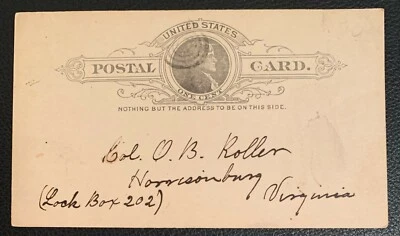 UNITED STATES
POSTAL CARD.
ONE CENT
NOTHING BUT THE ADDRESS TO BE ON THIS SIDE.
Col. O. B. Roller
Harrisonburg
(Lock Box 202) Virginia